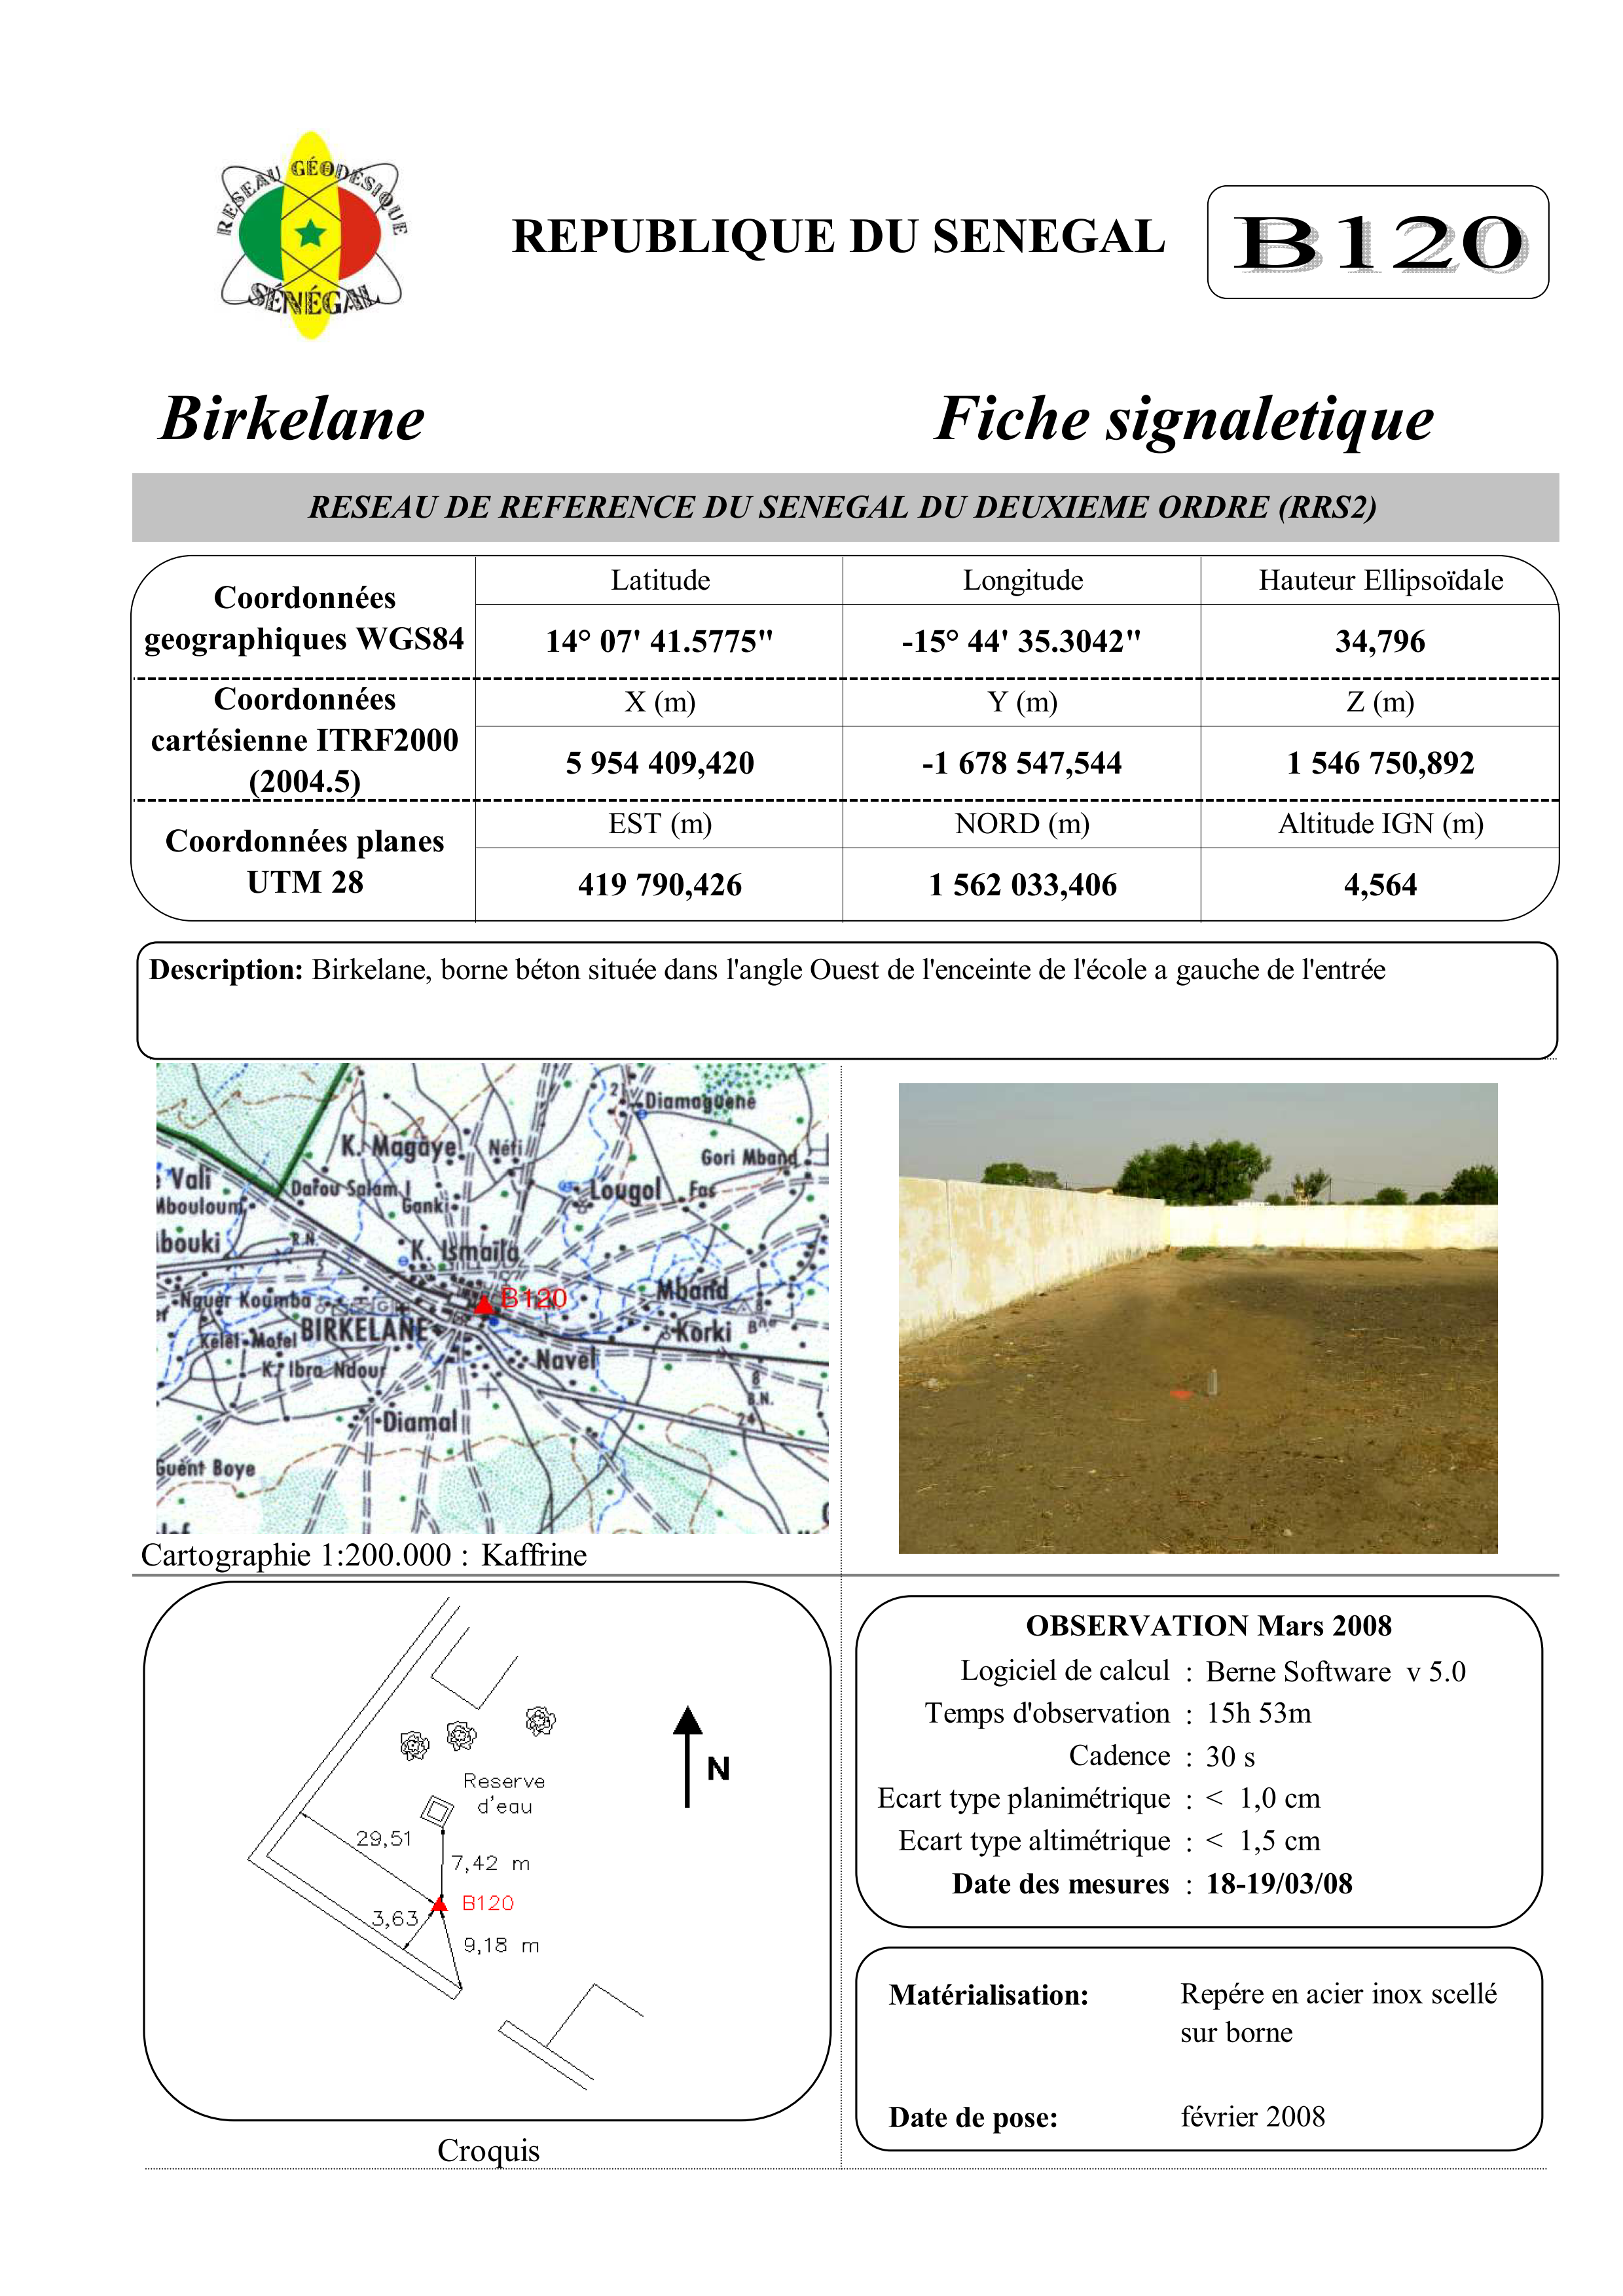 RESEAU GÉODÉSIQUE
SÉNÉGAL
REPUBLIQUE DU SENEGAL
B120
Birkelane
Fiche signaletique
RESEAU DE REFERENCE DU SENEGAL DU DEUXIEME ORDRE (RRS2)
Coordonnées geographiques WGS84
Latitude Longitude Hauteur Ellipsoïdale
14° 07' 41.5775" -15° 44' 35.3042" 34,796
Coordonnées cartésienne ITRF2000 (2004.5)
X (m) Y (m) Z (m)
5 954 409,420 -1 678 547,544 1 546 750,892
Coordonnées planes UTM 28
EST (m) NORD (m) Altitude IGN (m)
419 790,426 1 562 033,406 4,564
Description: Birkelane, borne béton située dans l'angle Ouest de l'enceinte de l'école a gauche de l'entrée
Diamaguene
K. Magaye
Néfi
Gori Mband
Vali
Darou Salam I
Lougol
Fas
Mbouloum
Ganki
bouki
R.N.
K. Ismaila
B120
Mband
Nguer Koumba
BIRKELANE
Korki
Kelel-Mofel
K. Ibra Ndour
Navel
8
R.N.
24
Diamal
Guent Boye
Cartographie 1:200.000 : Kaffrine
Reserve
d'eau
N
29,51
7,42 m
B120
3,63
9,18 m
Croquis
OBSERVATION Mars 2008
Logiciel de calcul : Berne Software v 5.0
Temps d'observation : 15h 53m
Cadence : 30 s
Ecart type planimétrique : < 1,0 cm
Ecart type altimétrique : < 1,5 cm
Date des mesures : 18-19/03/08
Matérialisation: Repére en acier inox scellé
sur borne
Date de pose: février 2008